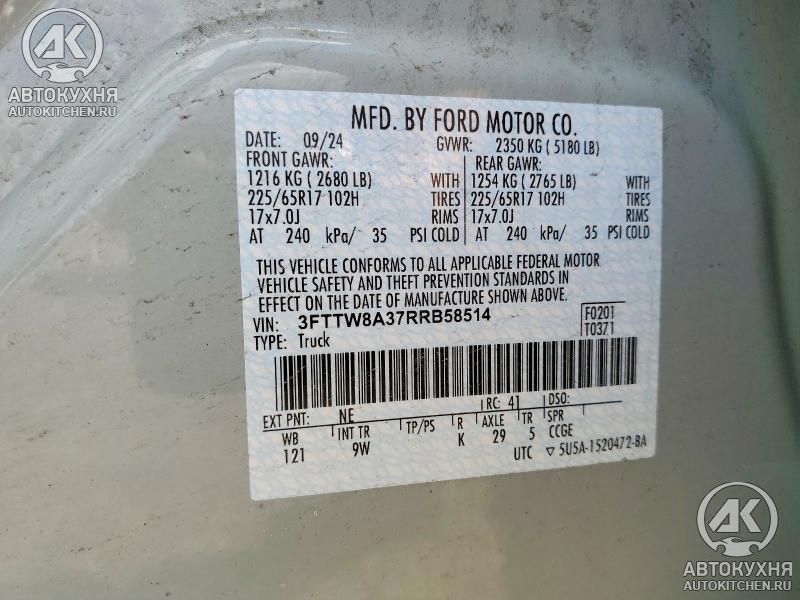 АК
АВТОКУХНЯ
AUTOKITCHEN.RU
MFD. BY FORD MOTOR CO.
DATE: 09/24 GVWR: 2350 KG ( 5180 LB)
FRONT GAWR: REAR GAWR:
1216 KG ( 2680 LB) WITH 1254 KG ( 2765 LB) WITH
225/65R17 102H TIRES 225/65R17 102H TIRES
17x7.0J RIMS 17x7.0J RIMS
AT 240 kPa/ 35 PSI COLD AT 240 kPa/ 35 PSI COLD
THIS VEHICLE CONFORMS TO ALL APPLICABLE FEDERAL MOTOR
VEHICLE SAFETY AND THEFT PREVENTION STANDARDS IN
EFFECT ON THE DATE OF MANUFACTURE SHOWN ABOVE.
VIN: 3FTTW8A37RRB58514 F0201
TYPE: Truck T0371
EXT PNT: NE RC: 41 DSO:
WB INT TR TP/PS R AXLE TR SPR
121 9W K 29 5 CCGE
UTC ▽ 5U5A-1520472-BA
АК
АВТОКУХНЯ
AUTOKITCHEN.RU